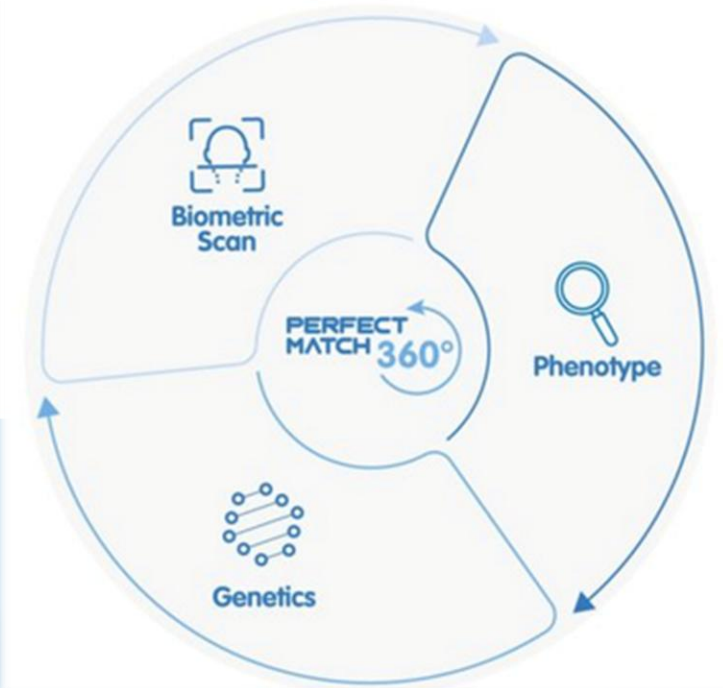 Biometric
Scan
PERFECT
MATCH 360°
Phenotype
Genetics